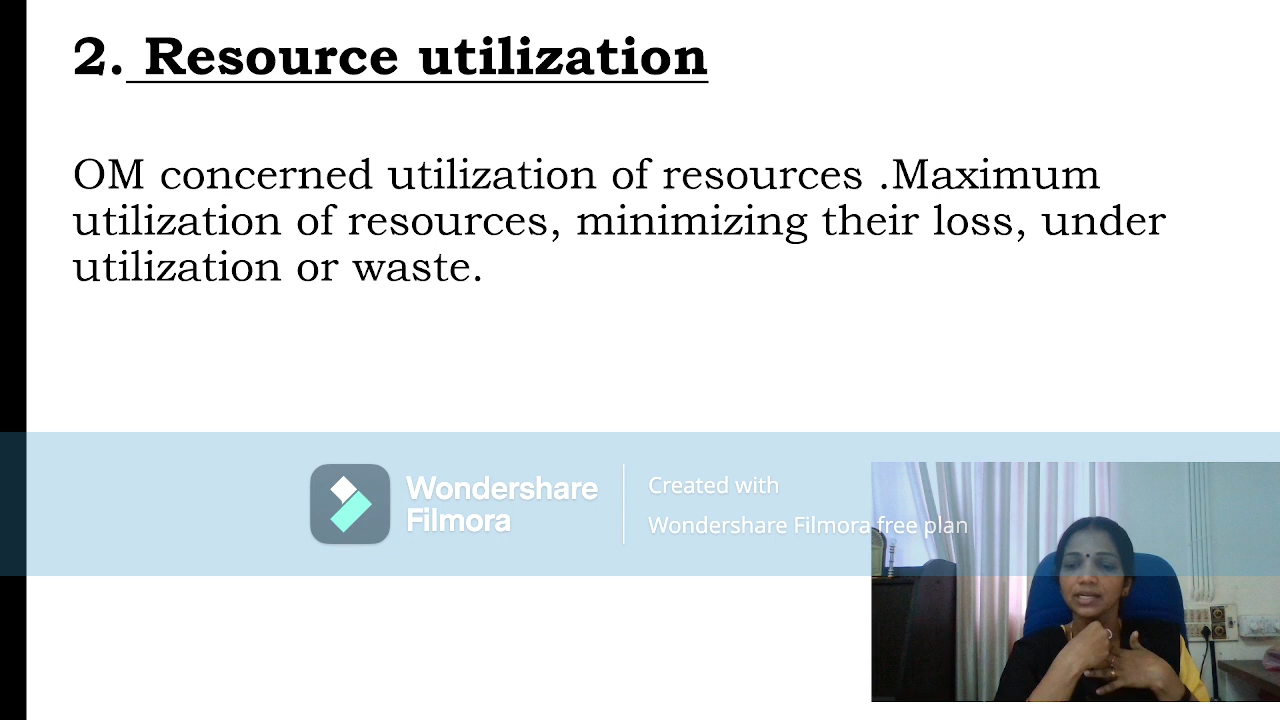 2. Resource utilization
OM concerned utilization of resources .Maximum
utilization of resources, minimizing their loss, under
utilization or waste.
Wondershare
Filmora
Created with
Wondershare Filmora free plan